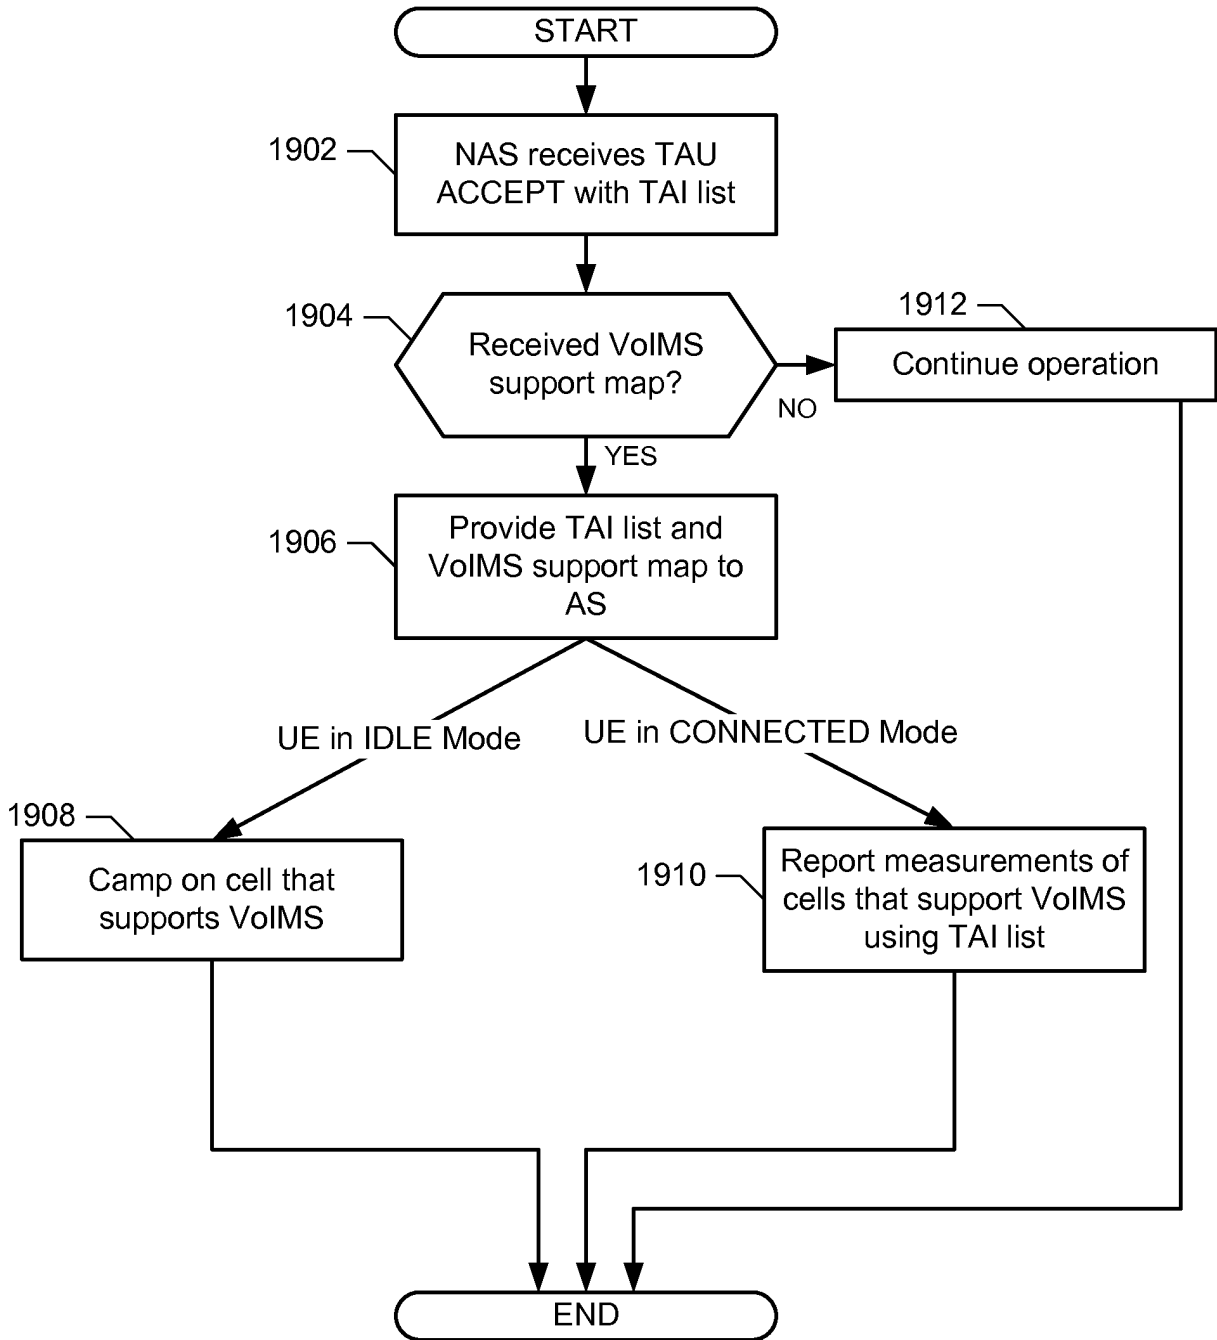 START
1902
NAS receives TAU
ACCEPT with TAI list
1904
Received VoIMS
support map?
NO
1912
Continue operation
YES
1906
Provide TAI list and
VoIMS support map to
AS
UE in IDLE Mode
UE in CONNECTED Mode
1908
Camp on cell that
supports VoIMS
1910
Report measurements of
cells that support VoIMS
using TAI list
END